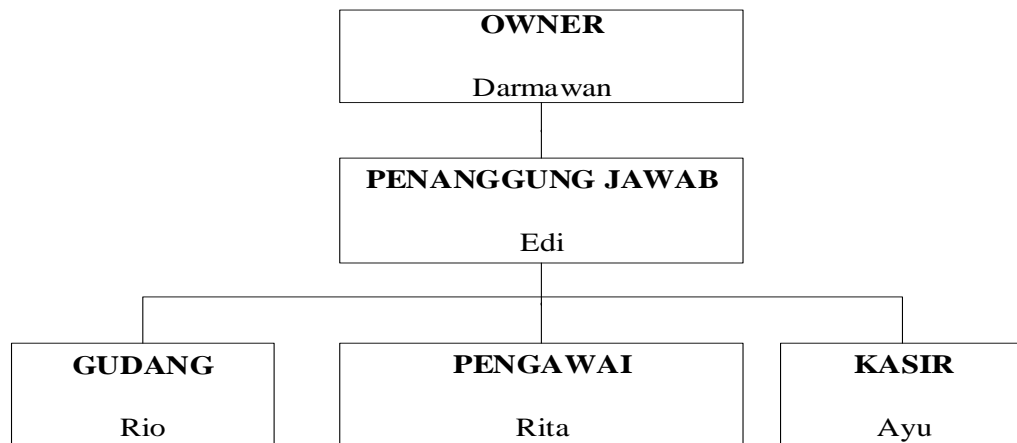 OWNER
Darmawan
PENANGGUNG JAWAB
Edi
GUDANG
Rio
PENGAWAI
Rita
KASIR
Ayu